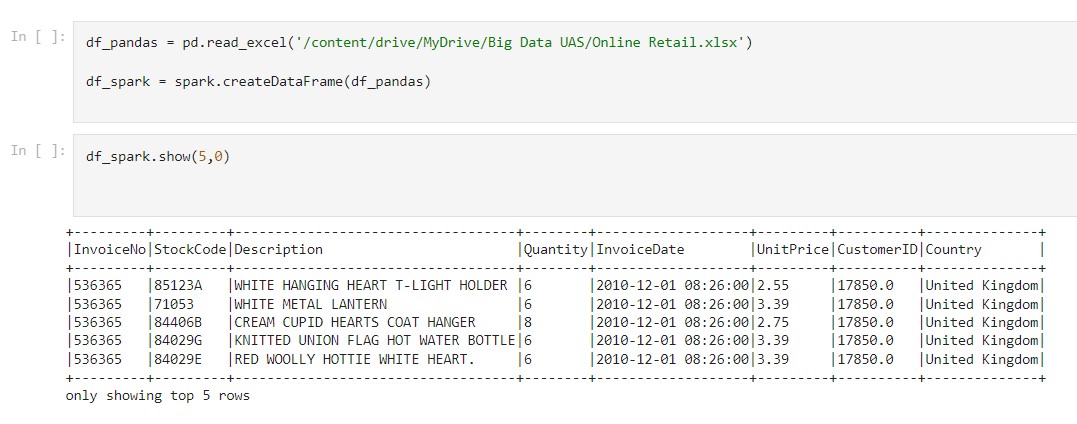 In [ ]: df_pandas = pd.read_excel('/content/drive/MyDrive/Big Data UAS/Online Retail.xlsx')
df_spark = spark.createDataFrame(df_pandas)
In [ ]: df_spark.show(5,0)
+---------+---------+-----------------------------------+--------+-------------------+---------+----------+--------------+
|InvoiceNo|StockCode|Description                        |Quantity|InvoiceDate        |UnitPrice|CustomerID|Country       |
+---------+---------+-----------------------------------+--------+-------------------+---------+----------+--------------+
|536365   |85123A   |WHITE HANGING HEART T-LIGHT HOLDER |6       |2010-12-01 08:26:00|2.55     |17850.0   |United Kingdom|
|536365   |71053    |WHITE METAL LANTERN                |6       |2010-12-01 08:26:00|3.39     |17850.0   |United Kingdom|
|536365   |84406B   |CREAM CUPID HEARTS COAT HANGER     |8       |2010-12-01 08:26:00|2.75     |17850.0   |United Kingdom|
|536365   |84029G   |KNITTED UNION FLAG HOT WATER BOTTLE|6       |2010-12-01 08:26:00|3.39     |17850.0   |United Kingdom|
|536365   |84029E   |RED WOOLLY HOTTIE WHITE HEART.     |6       |2010-12-01 08:26:00|3.39     |17850.0   |United Kingdom|
+---------+---------+-----------------------------------+--------+-------------------+---------+----------+--------------+
only showing top 5 rows